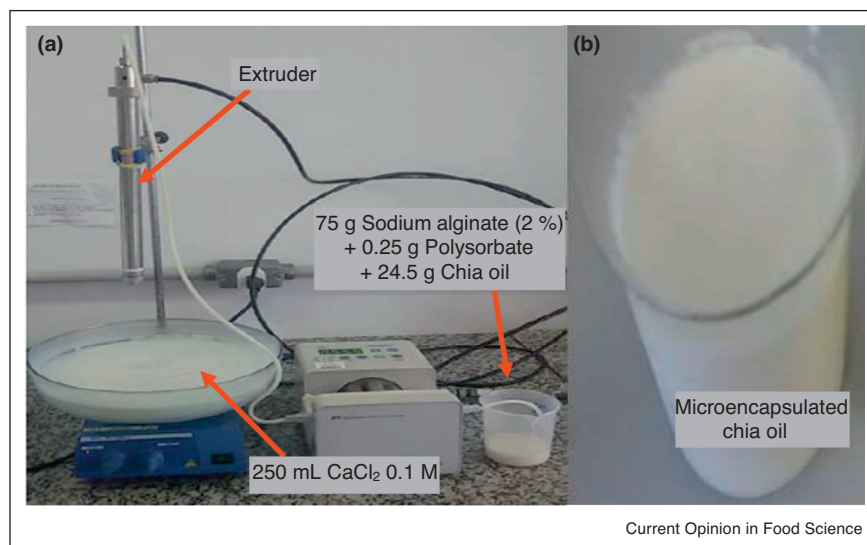 (a)
Extruder
75 g Sodium alginate (2 %)
+ 0.25 g Polysorbate
+ 24.5 g Chia oil
250 mL CaCl₂ 0.1 M
(b)
Microencapsulated
chia oil
Current Opinion in Food Science